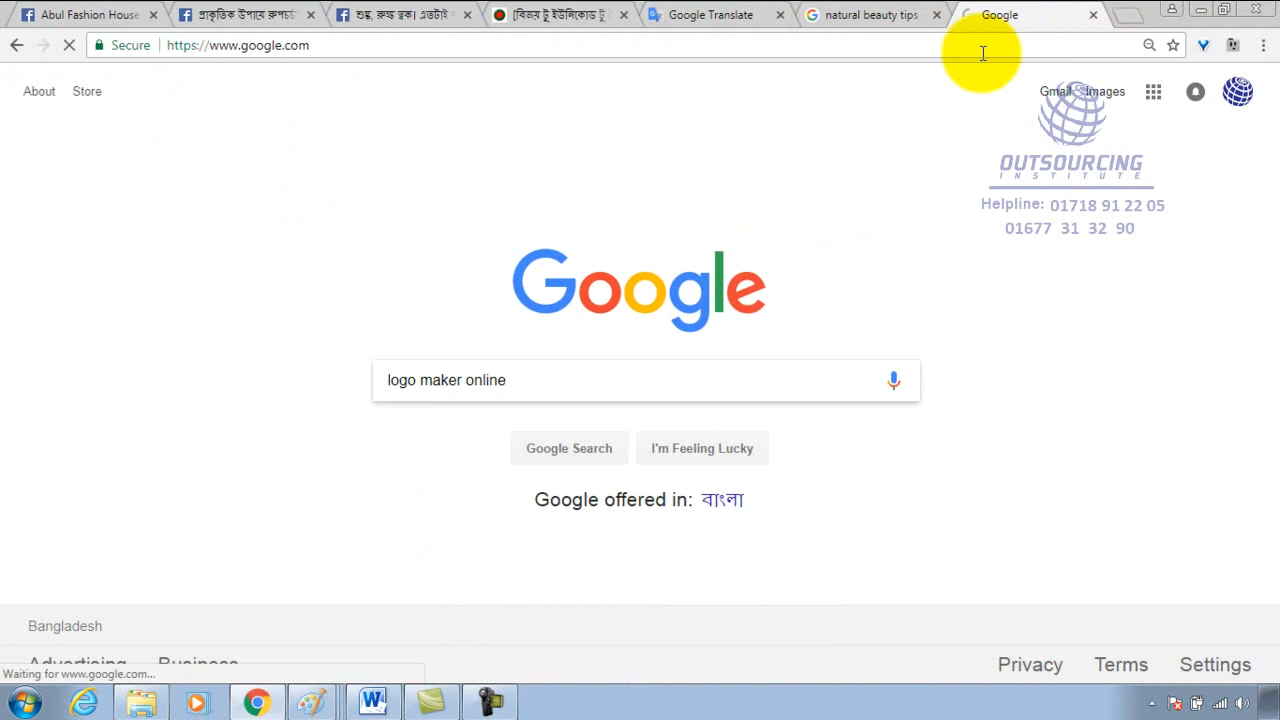 Abul Fashion House
প্রাকৃতিক উপায়ে রুপচর্চ
শুষ্ক, রুক্ষ ত্বক। এতটাই
[বিজয় টু ইউনিকোড টু
Google Translate
natural beauty tips
Google
Secure
https://www.google.com
About
Store
Gmail
Images
OUTSOURCING
INSTITUTE
Helpline: 01718 91 22 05
01677 31 32 90
Google
logo maker online
Google Search
I'm Feeling Lucky
Google offered in: বাংলা
Bangladesh
Advertising
Business
Privacy
Terms
Settings
Waiting for www.google.com...